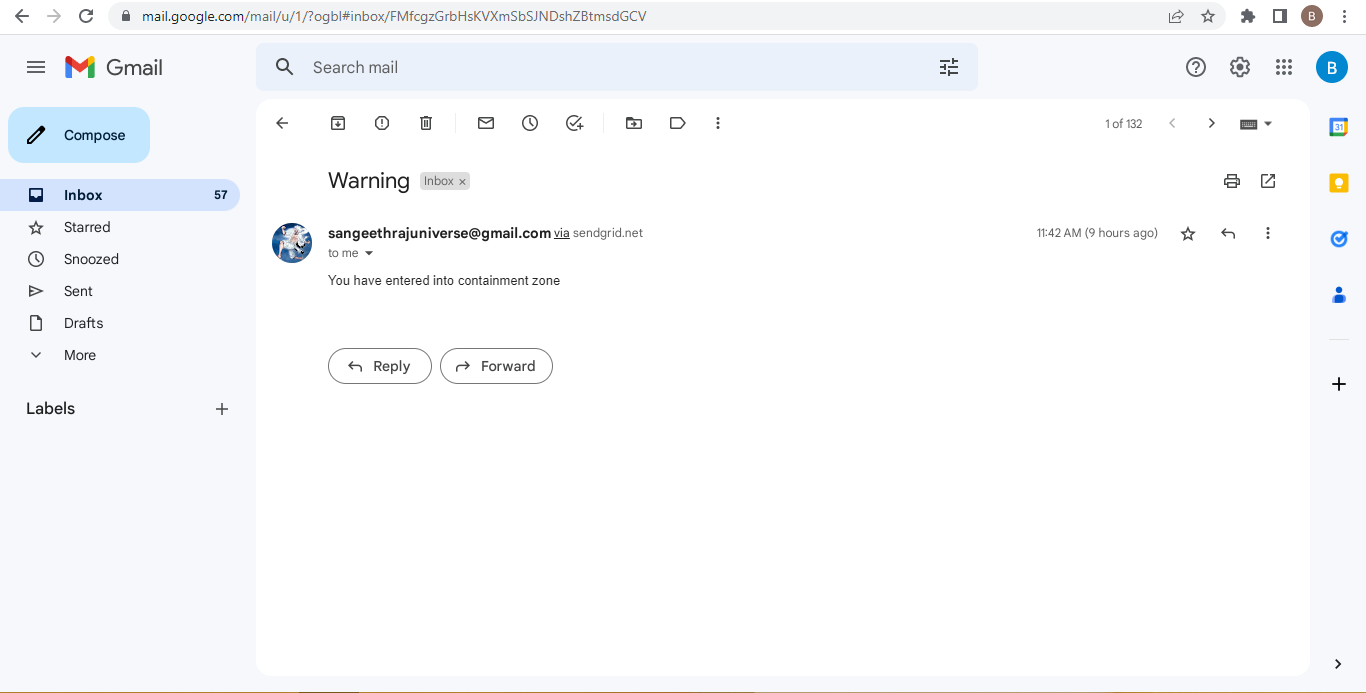 mail.google.com/mail/u/1/?ogbl#inbox/FMfcgzGrbHsKVXmSbSJNDshZBtmsdGCV
B
Gmail
Search mail
B
Compose
1 of 132
31
Warning
Inbox ×
Inbox 57
Starred
Snoozed
Sent
Drafts
More
Labels
sangeethrajuniverse@gmail.com via sendgrid.net
11:42 AM (9 hours ago)
to me
You have entered into containment zone
Reply
Forward